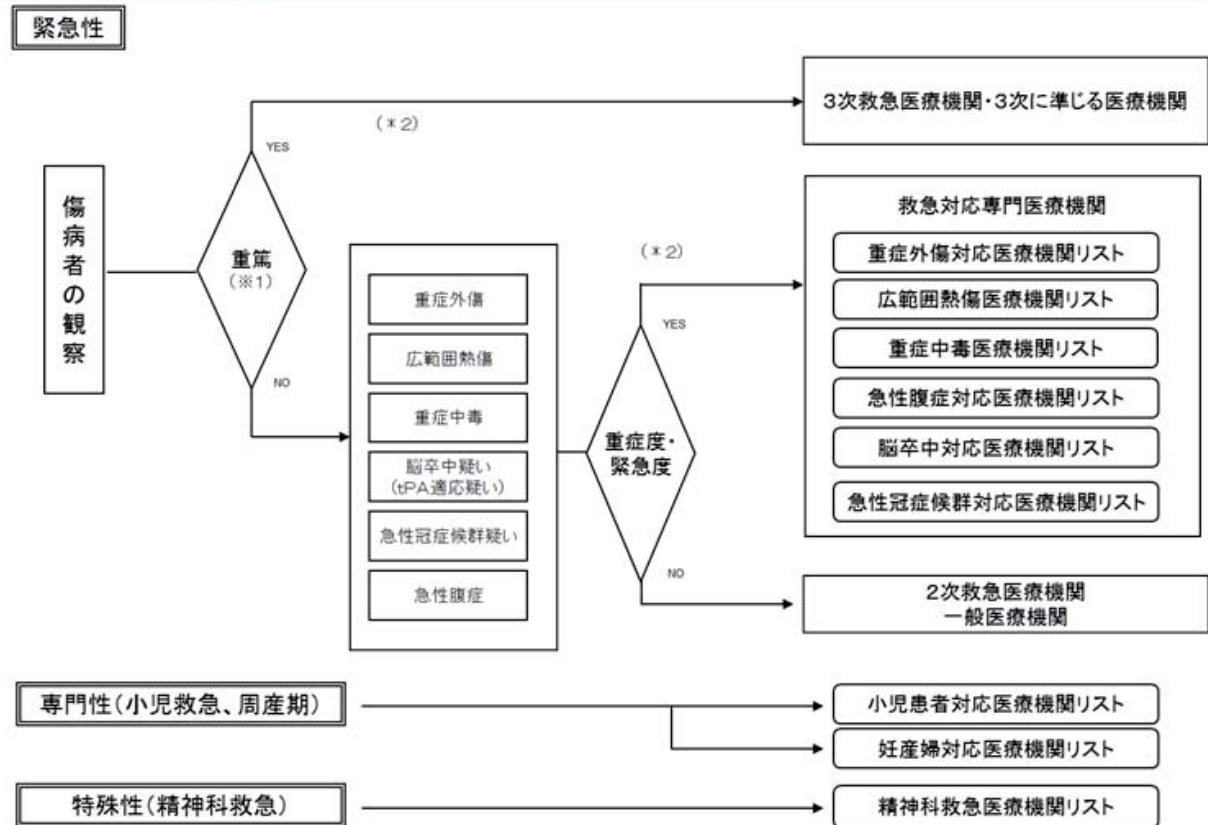 緊急性
3次救急医療機関・3次に準じる医療機関
(＊2)
YES
傷病者の観察
重篤
(※1)
NO
重症外傷
広範囲熱傷
重症中毒
脳卒中疑い
(tPA適応疑い)
急性冠症候群疑い
急性腹症
(＊2)
YES
重症度・
緊急度
NO
救急対応専門医療機関
重症外傷対応医療機関リスト
広範囲熱傷医療機関リスト
重症中毒医療機関リスト
急性腹症対応医療機関リスト
脳卒中対応医療機関リスト
急性冠症候群対応医療機関リスト
2次救急医療機関
一般医療機関
専門性(小児救急、周産期)
小児患者対応医療機関リスト
妊産婦対応医療機関リスト
特殊性(精神科救急)
精神科救急医療機関リスト